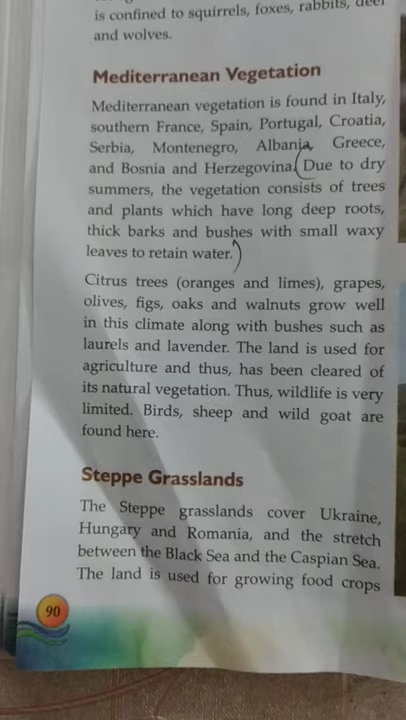 is confined to squirrels, foxes, rabbits, deer
and wolves.
Mediterranean Vegetation
Mediterranean vegetation is found in Italy,
southern France, Spain, Portugal, Croatia,
Serbia, Montenegro, Albania, Greece,
and Bosnia and Herzegovina. Due to dry
summers, the vegetation consists of trees
and plants which have long deep roots,
thick barks and bushes with small waxy
leaves to retain water.
Citrus trees (oranges and limes), grapes,
olives, figs, oaks and walnuts grow well
in this climate along with bushes such as
laurels and lavender. The land is used for
agriculture and thus, has been cleared of
its natural vegetation. Thus, wildlife is very
limited. Birds, sheep and wild goat are
found here.
Steppe Grasslands
The Steppe grasslands cover Ukraine,
Hungary and Romania, and the stretch
between the Black Sea and the Caspian Sea.
The land is used for growing food crops
90